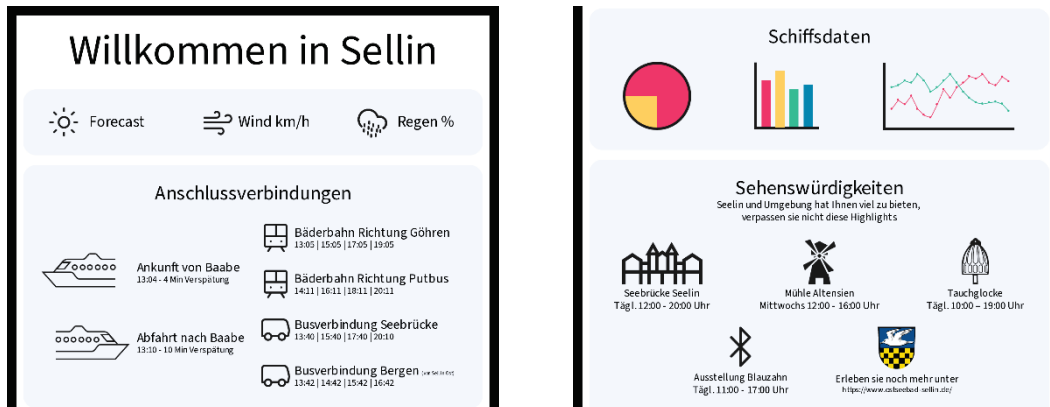 Willkommen in Sellin
Forecast
Wind km/h
Regen %
Anschlussverbindungen
Ankunft von Baabe
13:04 - 4 Min Verspätung
Abfahrt nach Baabe
13:10 - 10 Min Verspätung
Bäderbahn Richtung Göhren
13:05 | 15:05 | 17:05 | 19:05
Bäderbahn Richtung Putbus
14:11 | 16:11 | 18:11 | 20:11
Busverbindung Seebrücke
13:40 | 15:40 | 17:40 | 20:10
Busverbindung Bergen
13:42 | 14:42 | 15:42 | 16:42
Schiffsdaten
Sehenswürdigkeiten
Seelin und Umgebung hat Ihnen viel zu bieten,
verpassen sie nicht diese Highlights
Seebrücke Seelin
Tägl. 12:00 - 20:00 Uhr
Mühle Altensien
Mittwochs 12:00 - 16:00 Uhr
Tauchglocke
Tägl. 10:00 – 19:00 Uhr
Ausstellung Blauzahn
Tägl. 11:00 - 17:00 Uhr
Erleben sie noch mehr unter
https://www.ostseebad-sellin.de/